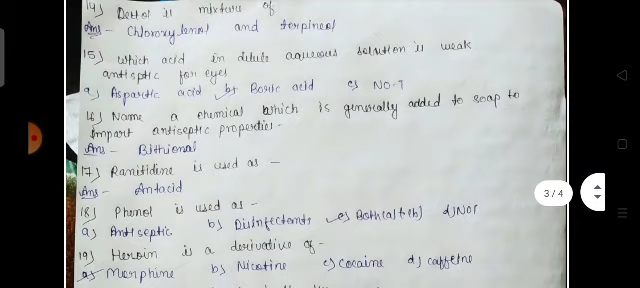 14) Dettol is mixture of
Ans - Chloroxylenol and terpineol
15) Which acid in dilute aqueous solution is weak
antiseptic for eyes
a) Aspartic acid b) Boric acid c) NOT
16) Name a chemical which is generally added to soap to
impart antiseptic properties -
Ans - Bithional
17) Ranitidine is used as -
Ans - Antacid
18) Phenol is used as -
a) Antiseptic b) Disinfectants c) Both(a+b) d) NOT
19) Heroin is a derivative of -
a) Morphine b) Nicotine c) Cocaine d) caffeine
3/4